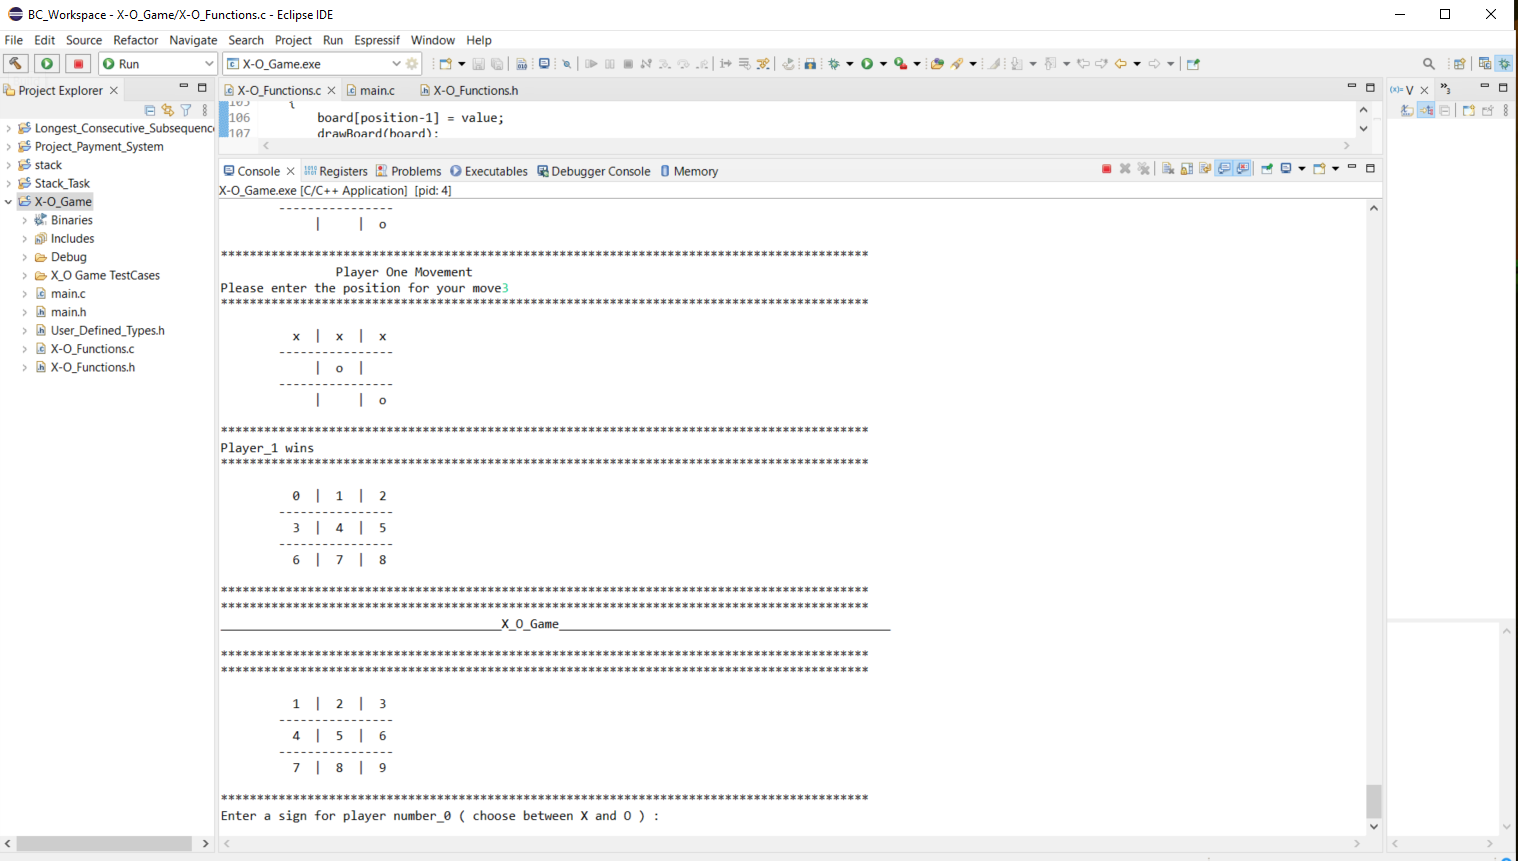 BC_Workspace - X-O_Game/X-O_Functions.c - Eclipse IDE
File Edit Source Refactor Navigate Search Project Run Espressif Window Help
Run X-O_Game.exe
Project Explorer
Longest_Consecutive_Subsequenc
Project_Payment_System
stack
Stack_Task
X-O_Game
Binaries
Includes
Debug
X_O Game TestCases
main.c
main.h
User_Defined_Types.h
X-O_Functions.c
X-O_Functions.h
X-O_Functions.c main.c X-O_Functions.h
105 {
106 board[position-1] = value;
107 drawBoard(board);
Console Registers Problems Executables Debugger Console Memory
X-O_Game.exe [C/C++ Application] [pid: 4]
----------------
| | o
******************************************************************************************
Player One Movement
Please enter the position for your move3
******************************************************************************************
x | x | x
----------------
| o |
----------------
| | o
******************************************************************************************
Player_1 wins
******************************************************************************************
0 | 1 | 2
----------------
3 | 4 | 5
----------------
6 | 7 | 8
******************************************************************************************
******************************************************************************************
_______________________________________X_O_Game______________________________________________
******************************************************************************************
******************************************************************************************
1 | 2 | 3
----------------
4 | 5 | 6
----------------
7 | 8 | 9
******************************************************************************************
Enter a sign for player number_0 ( choose between X and O ) :
(x)= V
»3